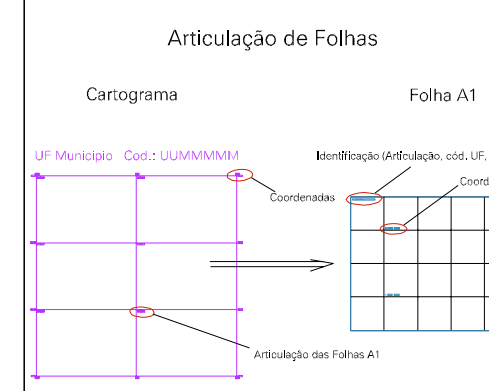 Articulação de Folhas
Cartograma
Folha A1
UF Municipio Cod.: UUMMMMM
Identificação (Articulação, cód. UF,
Coord
Coordenadas
Articulação das Folhas A1